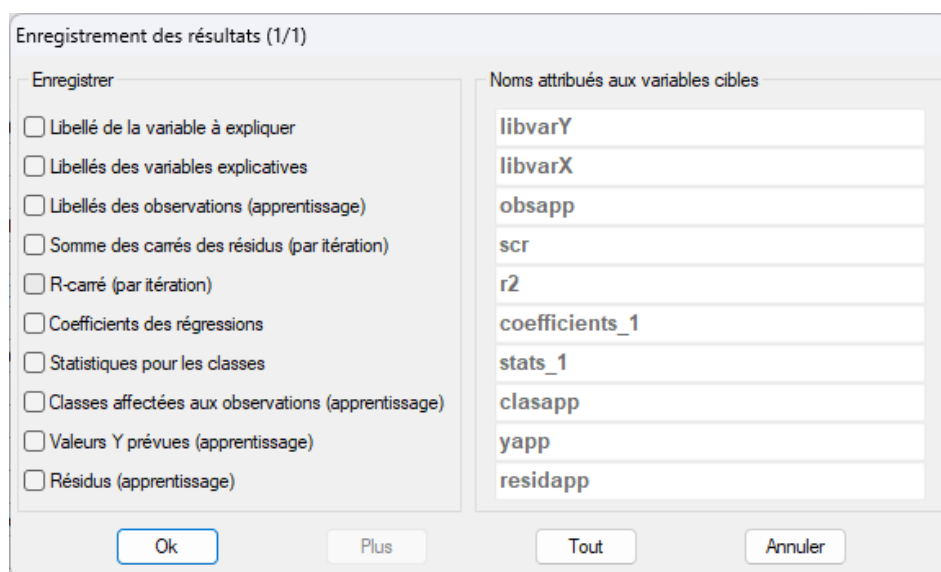 Enregistrement des résultats (1/1)
Enregistrer
Noms attribués aux variables cibles
Libellé de la variable à expliquer
libvarY
Libellés des variables explicatives
libvarX
Libellés des observations (apprentissage)
obsapp
Somme des carrés des résidus (par itération)
scr
R-carré (par itération)
r2
Coefficients des régressions
coefficients_1
Statistiques pour les classes
stats_1
Classes affectées aux observations (apprentissage)
clasapp
Valeurs Y prévues (apprentissage)
yapp
Résidus (apprentissage)
residapp
Ok
Plus
Tout
Annuler